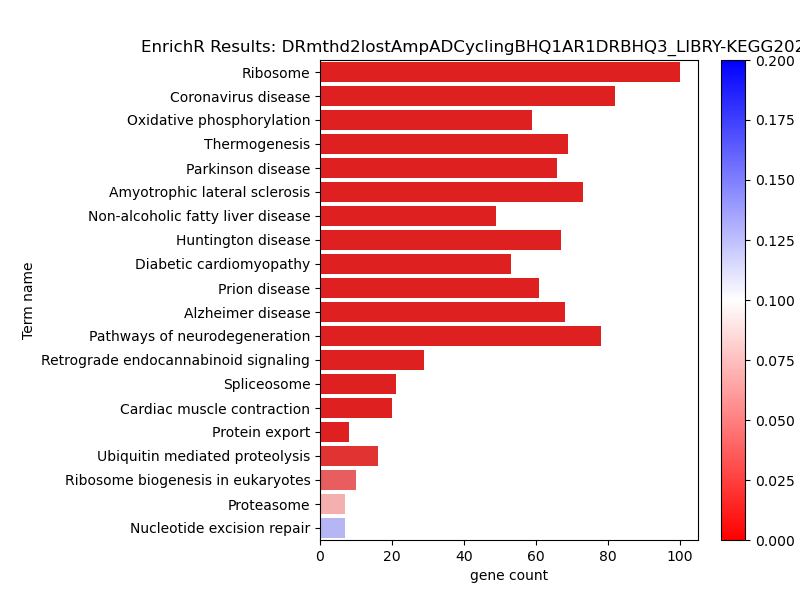 EnrichR Results: DRmthd2lostAmpADCyclingBHQ1AR1DRBHQ3_LIBRY-KEGG202
Term name
Ribosome
Coronavirus disease
Oxidative phosphorylation
Thermogenesis
Parkinson disease
Amyotrophic lateral sclerosis
Non-alcoholic fatty liver disease
Huntington disease
Diabetic cardiomyopathy
Prion disease
Alzheimer disease
Pathways of neurodegeneration
Retrograde endocannabinoid signaling
Spliceosome
Cardiac muscle contraction
Protein export
Ubiquitin mediated proteolysis
Ribosome biogenesis in eukaryotes
Proteasome
Nucleotide excision repair
0 20 40 60 80 100
gene count
0.200
0.175
0.150
0.125
0.100
0.075
0.050
0.025
0.000